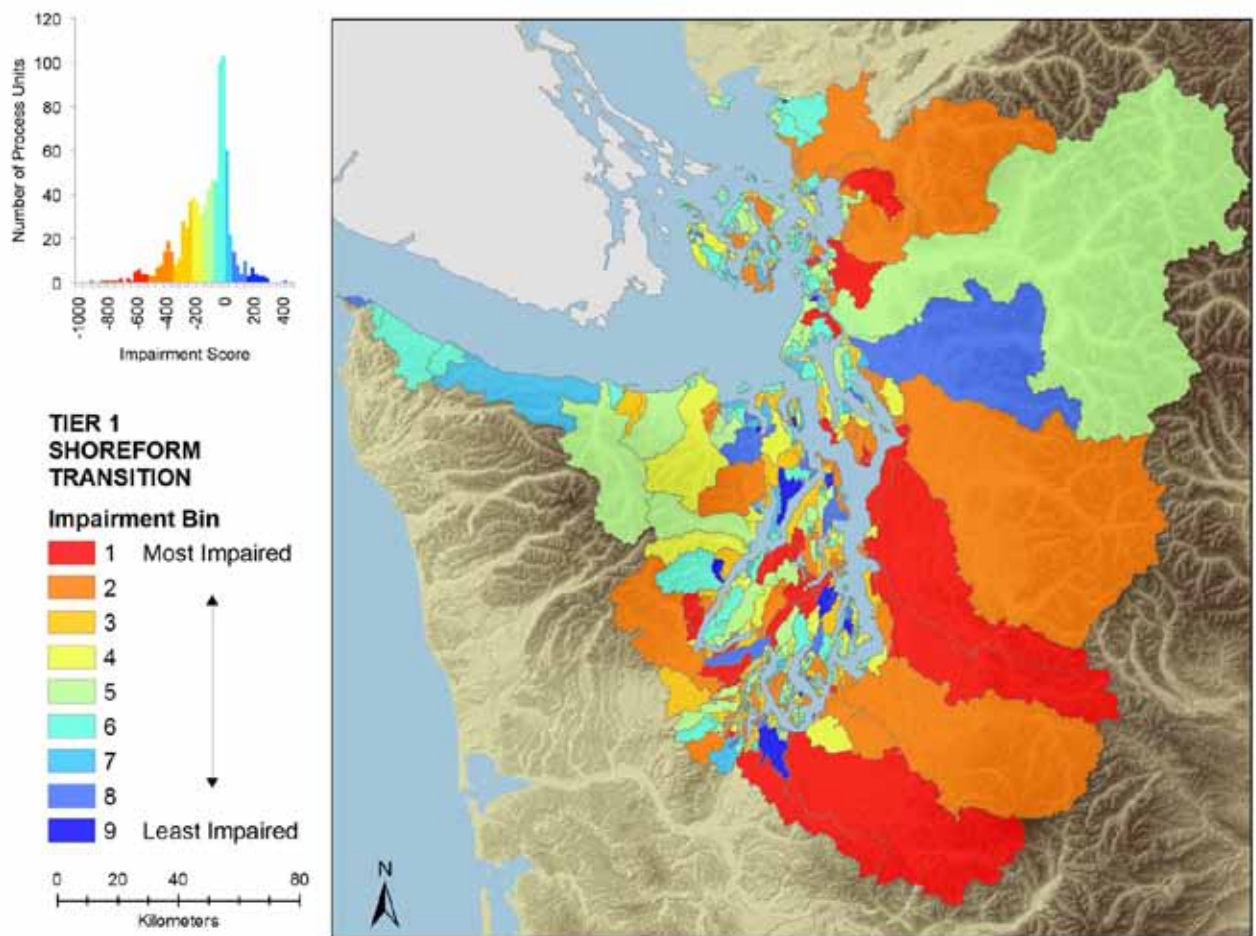 120
100
80
60
40
20
0
Number of Process Units
-1000
-800
-600
-400
-200
0
200
400
Impairment Score
TIER 1
SHOREFORM
TRANSITION
Impairment Bin
1 Most Impaired
2
3
4
5
6
7
8
9 Least Impaired
0 20 40 80
Kilometers
N